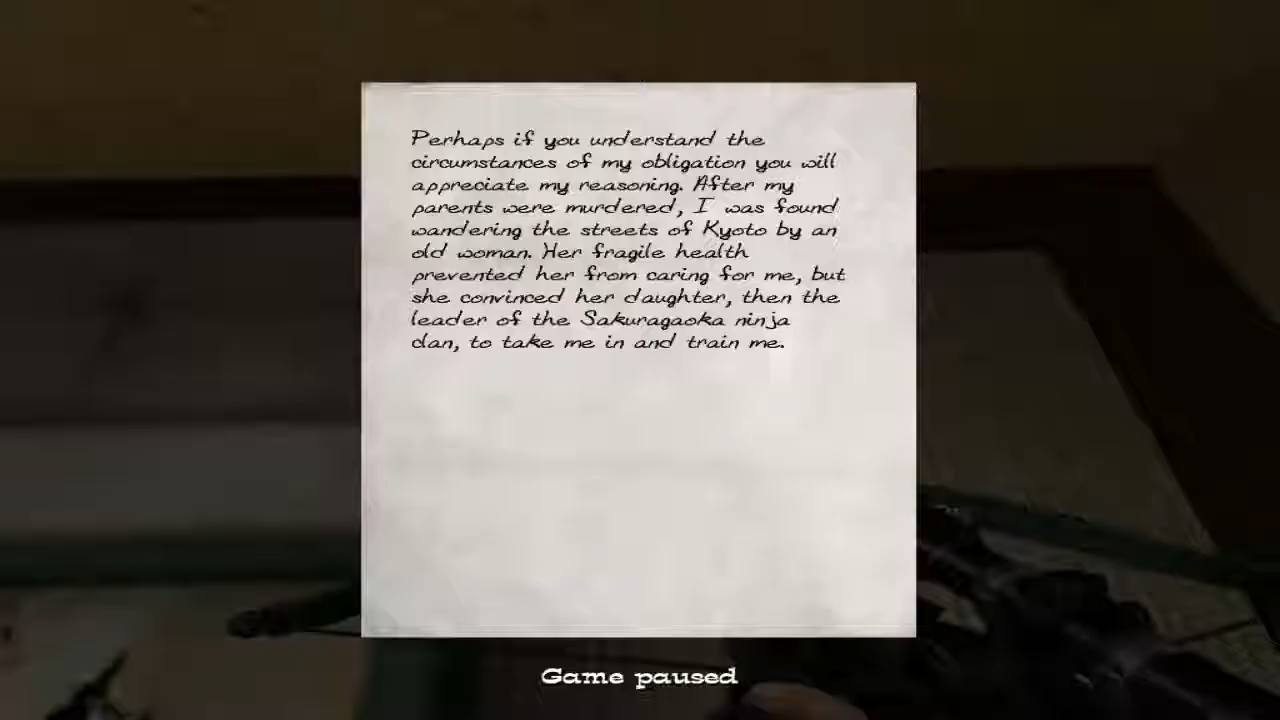 Perhaps if you understand the
circumstances of my obligation you will
appreciate my reasoning. After my
parents were murdered, I was found
wandering the streets of Kyoto by an
old woman. Her fragile health
prevented her from caring for me, but
she convinced her daughter, then the
leader of the Sakuragaoka ninja
clan, to take me in and train me.
Game paused